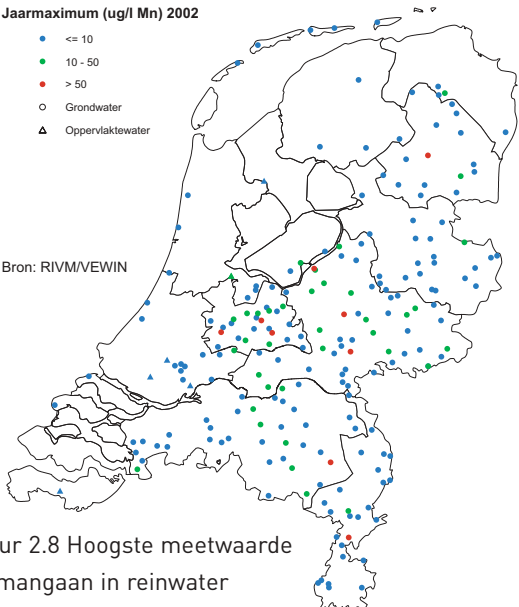 Jaarmaximum (ug/l Mn) 2002
<= 10
10 - 50
> 50
Grondwater
Oppervlaktewater
Bron: RIVM/VEWIN
ur 2.8 Hoogste meetwaarde
mangaan in reinwater